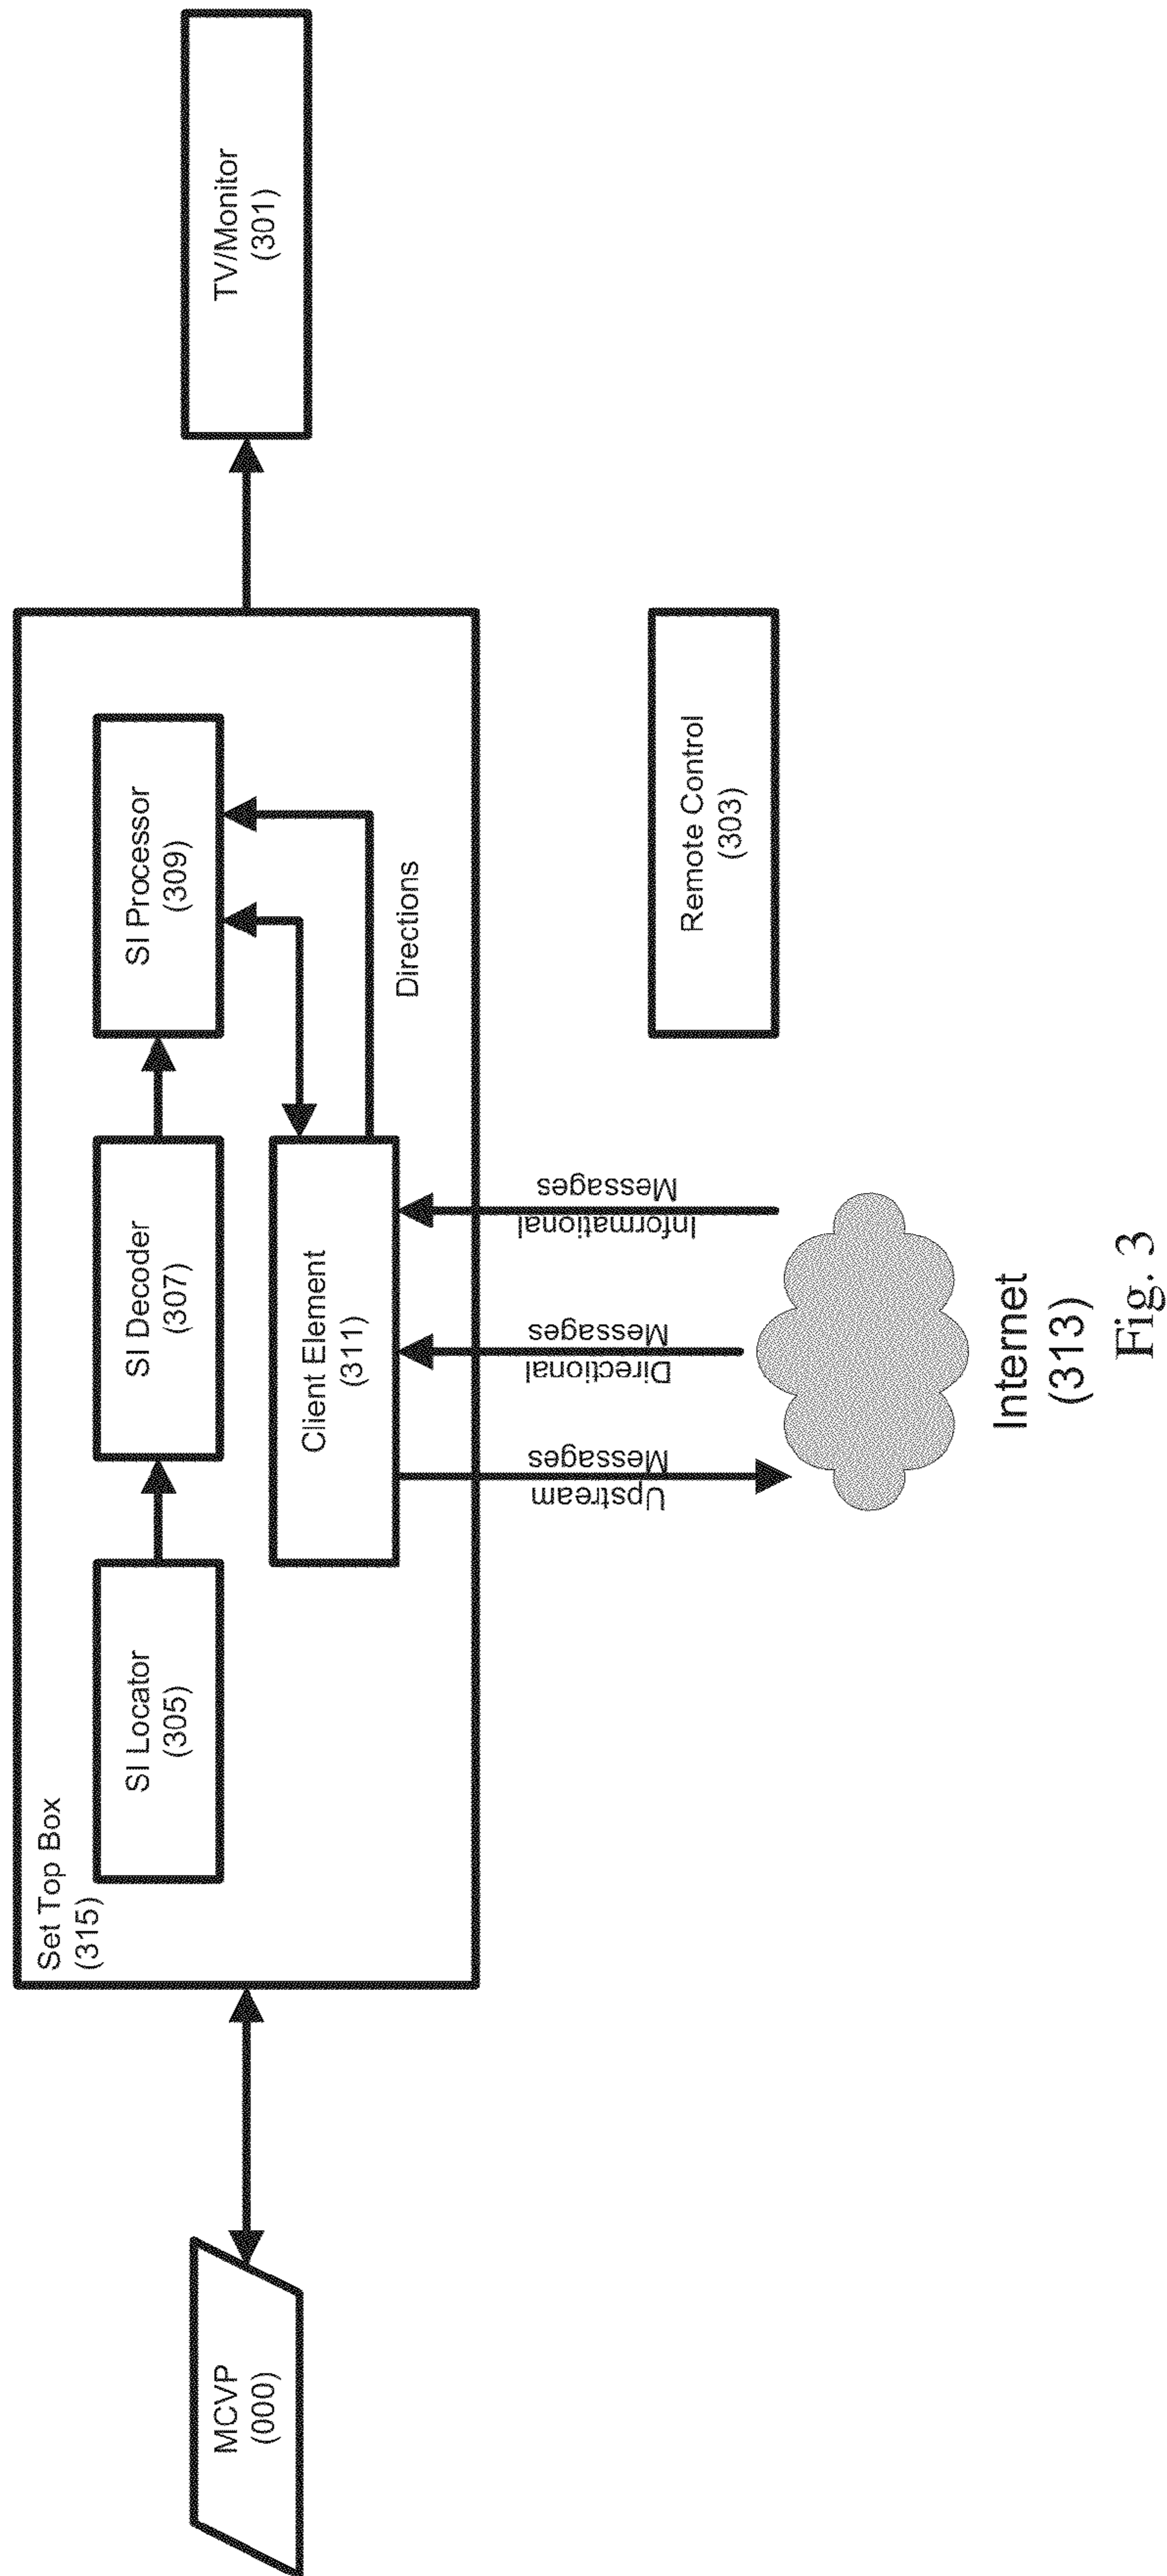 Set Top Box
(315)
MCVP
(000)
SI Locator
(305)
SI Decoder
(307)
SI Processor
(309)
TV/Monitor
(301)
Client Element
(311)
Directions
Upstream
Messages
Directional
Messages
Informational
Messages
Remote Control
(303)
Internet
(313)
Fig. 3